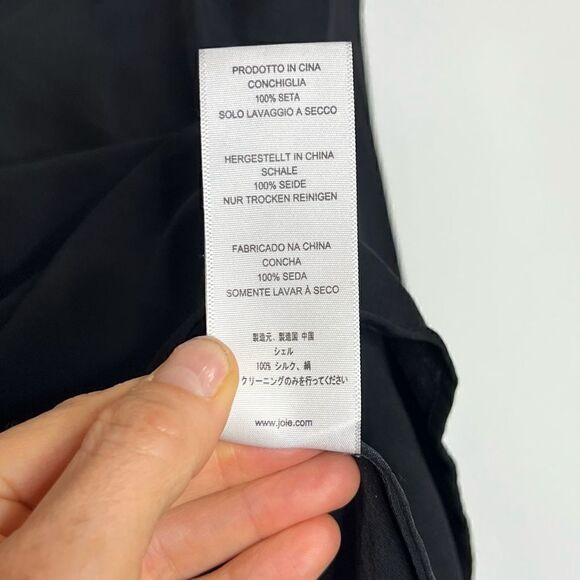 PRODOTTO IN CINA
CONCHIGLIA
100% SETA
SOLO LAVAGGIO A SECCO
HERGESTELLT IN CHINA
SCHALE
100% SEIDE
NUR TROCKEN REINIGEN
FABRICADO NA CHINA
CONCHA
100% SEDA
SOMENTE LAVAR À SECO
製造元、製造国 中国
シェル
100% シルク、絹
クリーニングのみを行ってください
www.joie.com